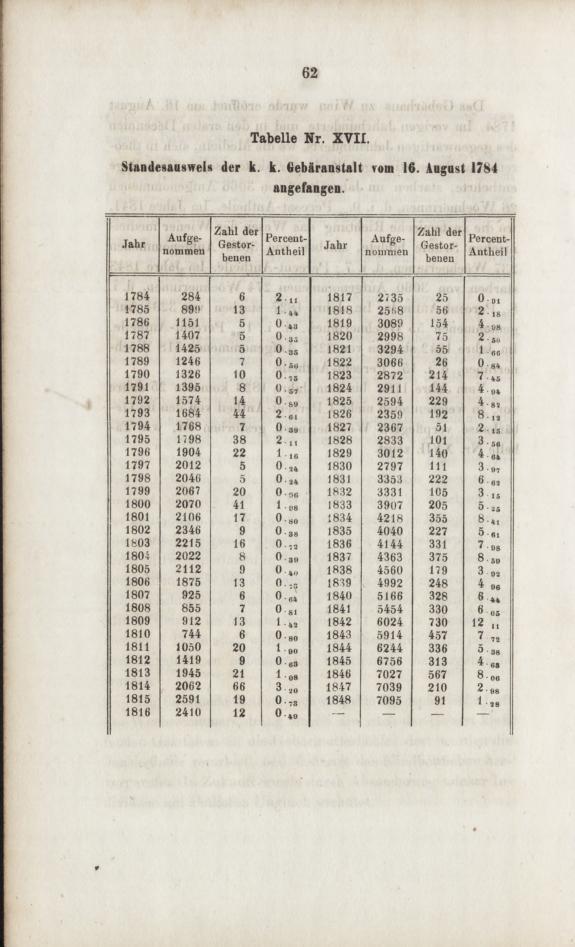 62
Tabelle Nr. XVII.
Standesausweis der k. k. Gebäranstalt vom 16. August 1784
angefangen.
Jahr Aufge-nommen Zahl der Gestor-benen Percent-Antheil Jahr Aufge-nommen Zahl der Gestor-benen Percent-Antheil
1784 284 6 2.11 1817 2735 25 0.91
1785 899 13 1.44 1818 2568 56 2.18
1786 1151 5 0.43 1819 3089 154 4.98
1787 1407 5 0.35 1820 2998 75 2.50
1788 1425 5 0.35 1821 3294 55 1.66
1789 1246 7 0.56 1822 3066 26 0.84
1790 1326 10 0.75 1823 2872 214 7.45
1791 1395 8 0.57 1824 2911 144 4.94
1792 1574 14 0.89 1825 2594 229 4.82
1793 1684 44 2.61 1826 2359 192 8.12
1794 1768 7 0.39 1827 2367 51 2.15
1795 1798 38 2.11 1828 2833 101 3.56
1796 1904 22 1.16 1829 3012 140 4.64
1797 2012 5 0.24 1830 2797 111 3.97
1798 2046 5 0.24 1831 3353 222 6.62
1799 2067 20 0.96 1832 3331 105 3.15
1800 2070 41 1.98 1833 3907 205 5.25
1801 2106 17 0.80 1834 4218 355 8.41
1802 2346 9 0.38 1835 4040 227 5.61
1803 2215 16 0.72 1836 4144 331 7.98
1804 2022 8 0.39 1837 4363 375 8.59
1805 2112 9 0.40 1838 4560 179 3.92
1806 1875 13 0.73 1839 4992 248 4 96
1807 925 6 0.64 1840 5166 328 6.44
1808 855 7 0.81 1841 5454 330 6.05
1809 912 13 1.42 1842 6024 730 12 11
1810 744 6 0.80 1843 5914 457 7 72
1811 1050 20 1.90 1844 6244 336 5.38
1812 1419 9 0.63 1845 6756 313 4.63
1813 1945 21 1.08 1846 7027 567 8.06
1814 2062 66 3 20 1847 7039 210 2.98
1815 2591 19 0.73 1848 7095 91 1.28
1816 2410 12 0.49 — — — —